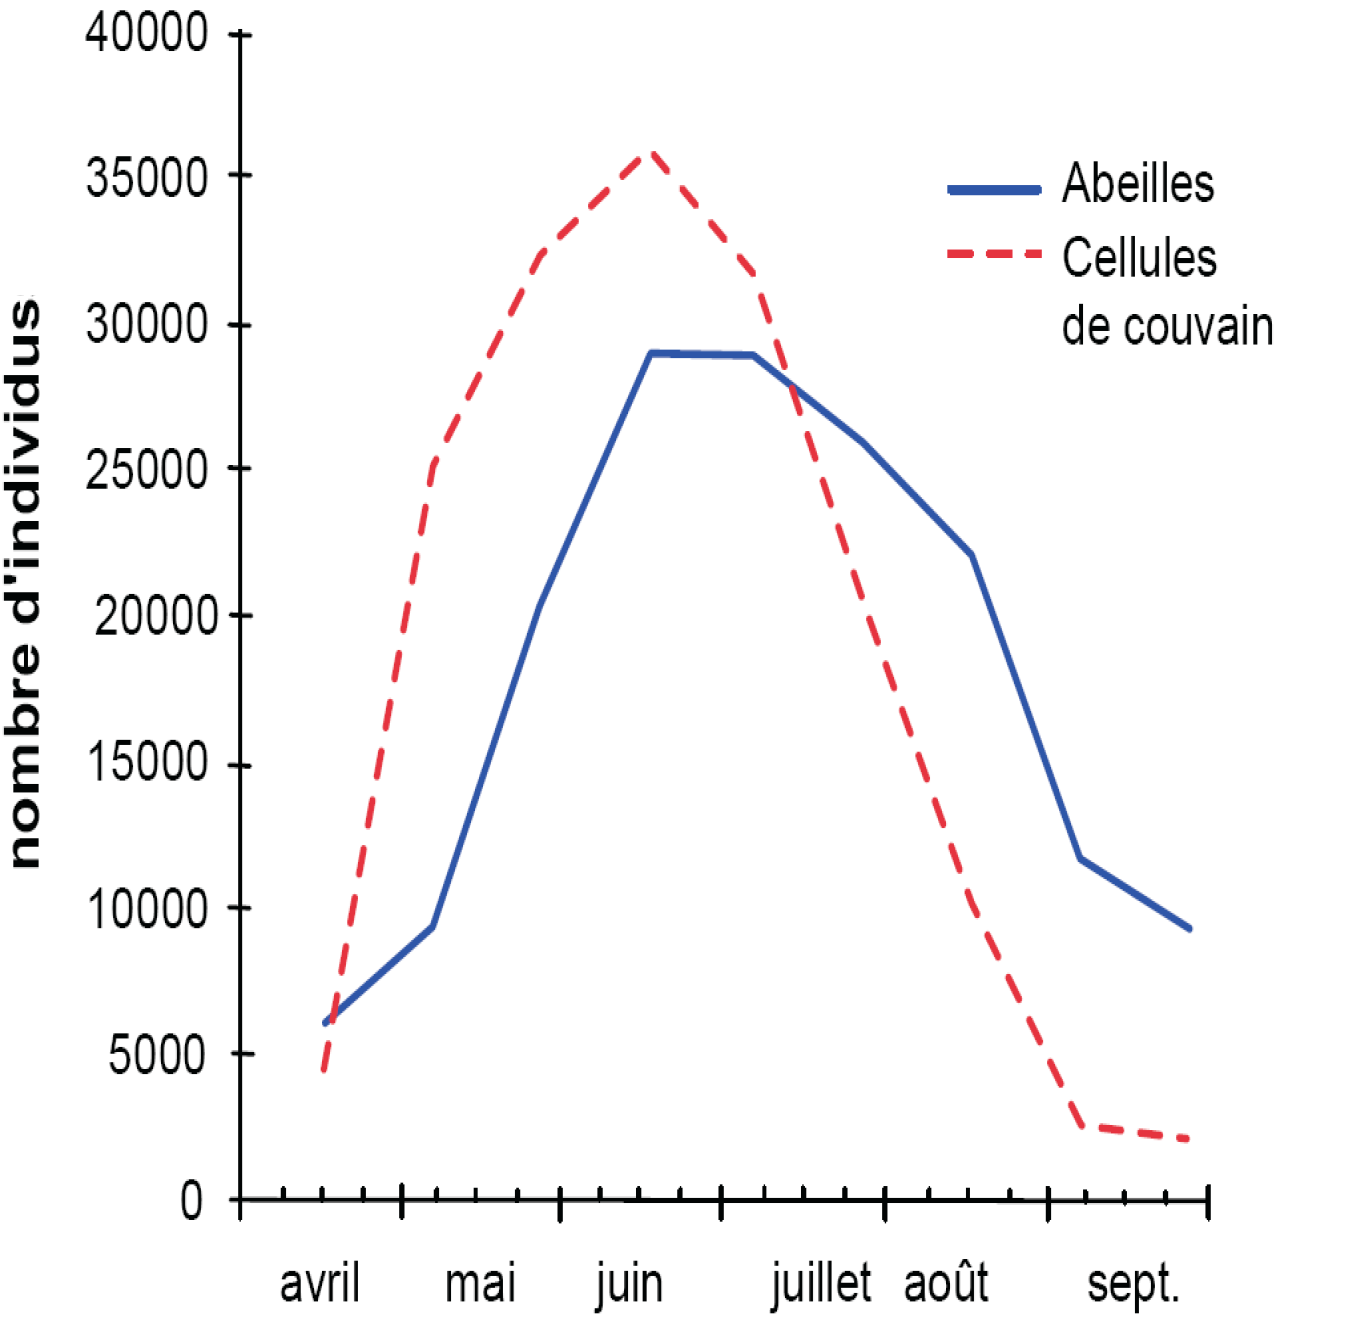 40000
35000
30000
25000
20000
15000
10000
5000
0
nombre d'individus
Abeilles
Cellules
de couvain
avril mai juin juillet août sept.